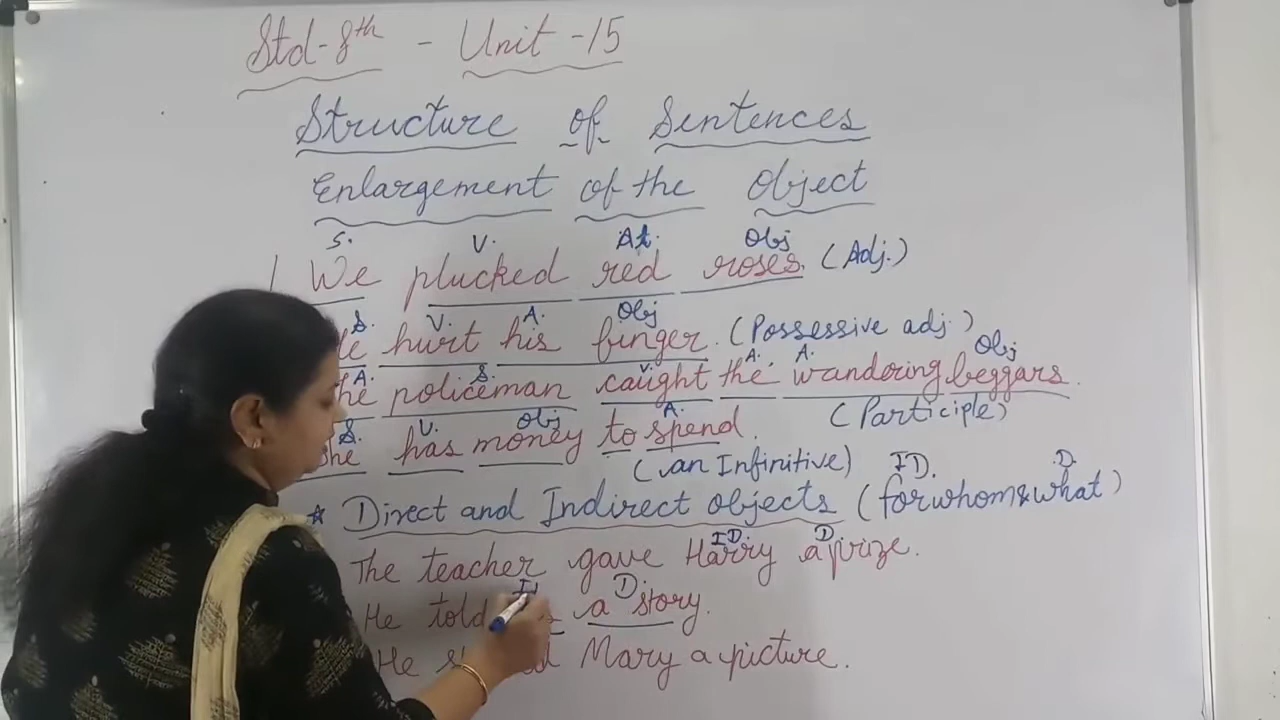 Std-8th - Unit-15
Structure of Sentences
Enlargement of the Object
S. V. At. Obj
1 We plucked red roses. (Adj.)
S. V. A. Obj
hurt his finger. (Possessive adj.)
A. S. V. A. A. Obj
policeman caught the wandering beggars.
(Participle)
S. V. Obj A.
has money to spend.
(an Infinitive)
ID. D
* Direct and Indirect objects (for whom & what)
ID. D
The teacher gave Harry a prize.
D
He told a story.
He Mary a picture.